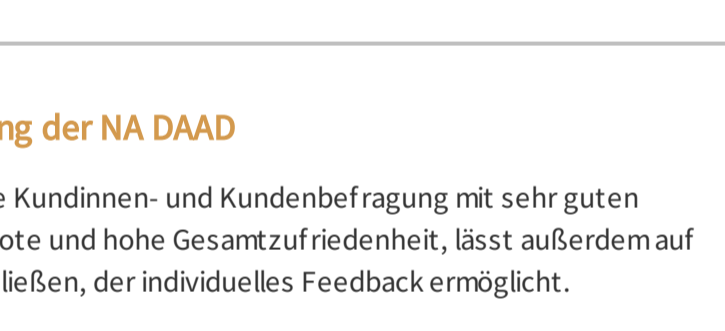 ng der NA DAAD
e Kundinnen- und Kundenbefragung mit sehr guten
ote und hohe Gesamtzufriedenheit, lässt außerdem auf
ließen, der individuelles Feedback ermöglicht.